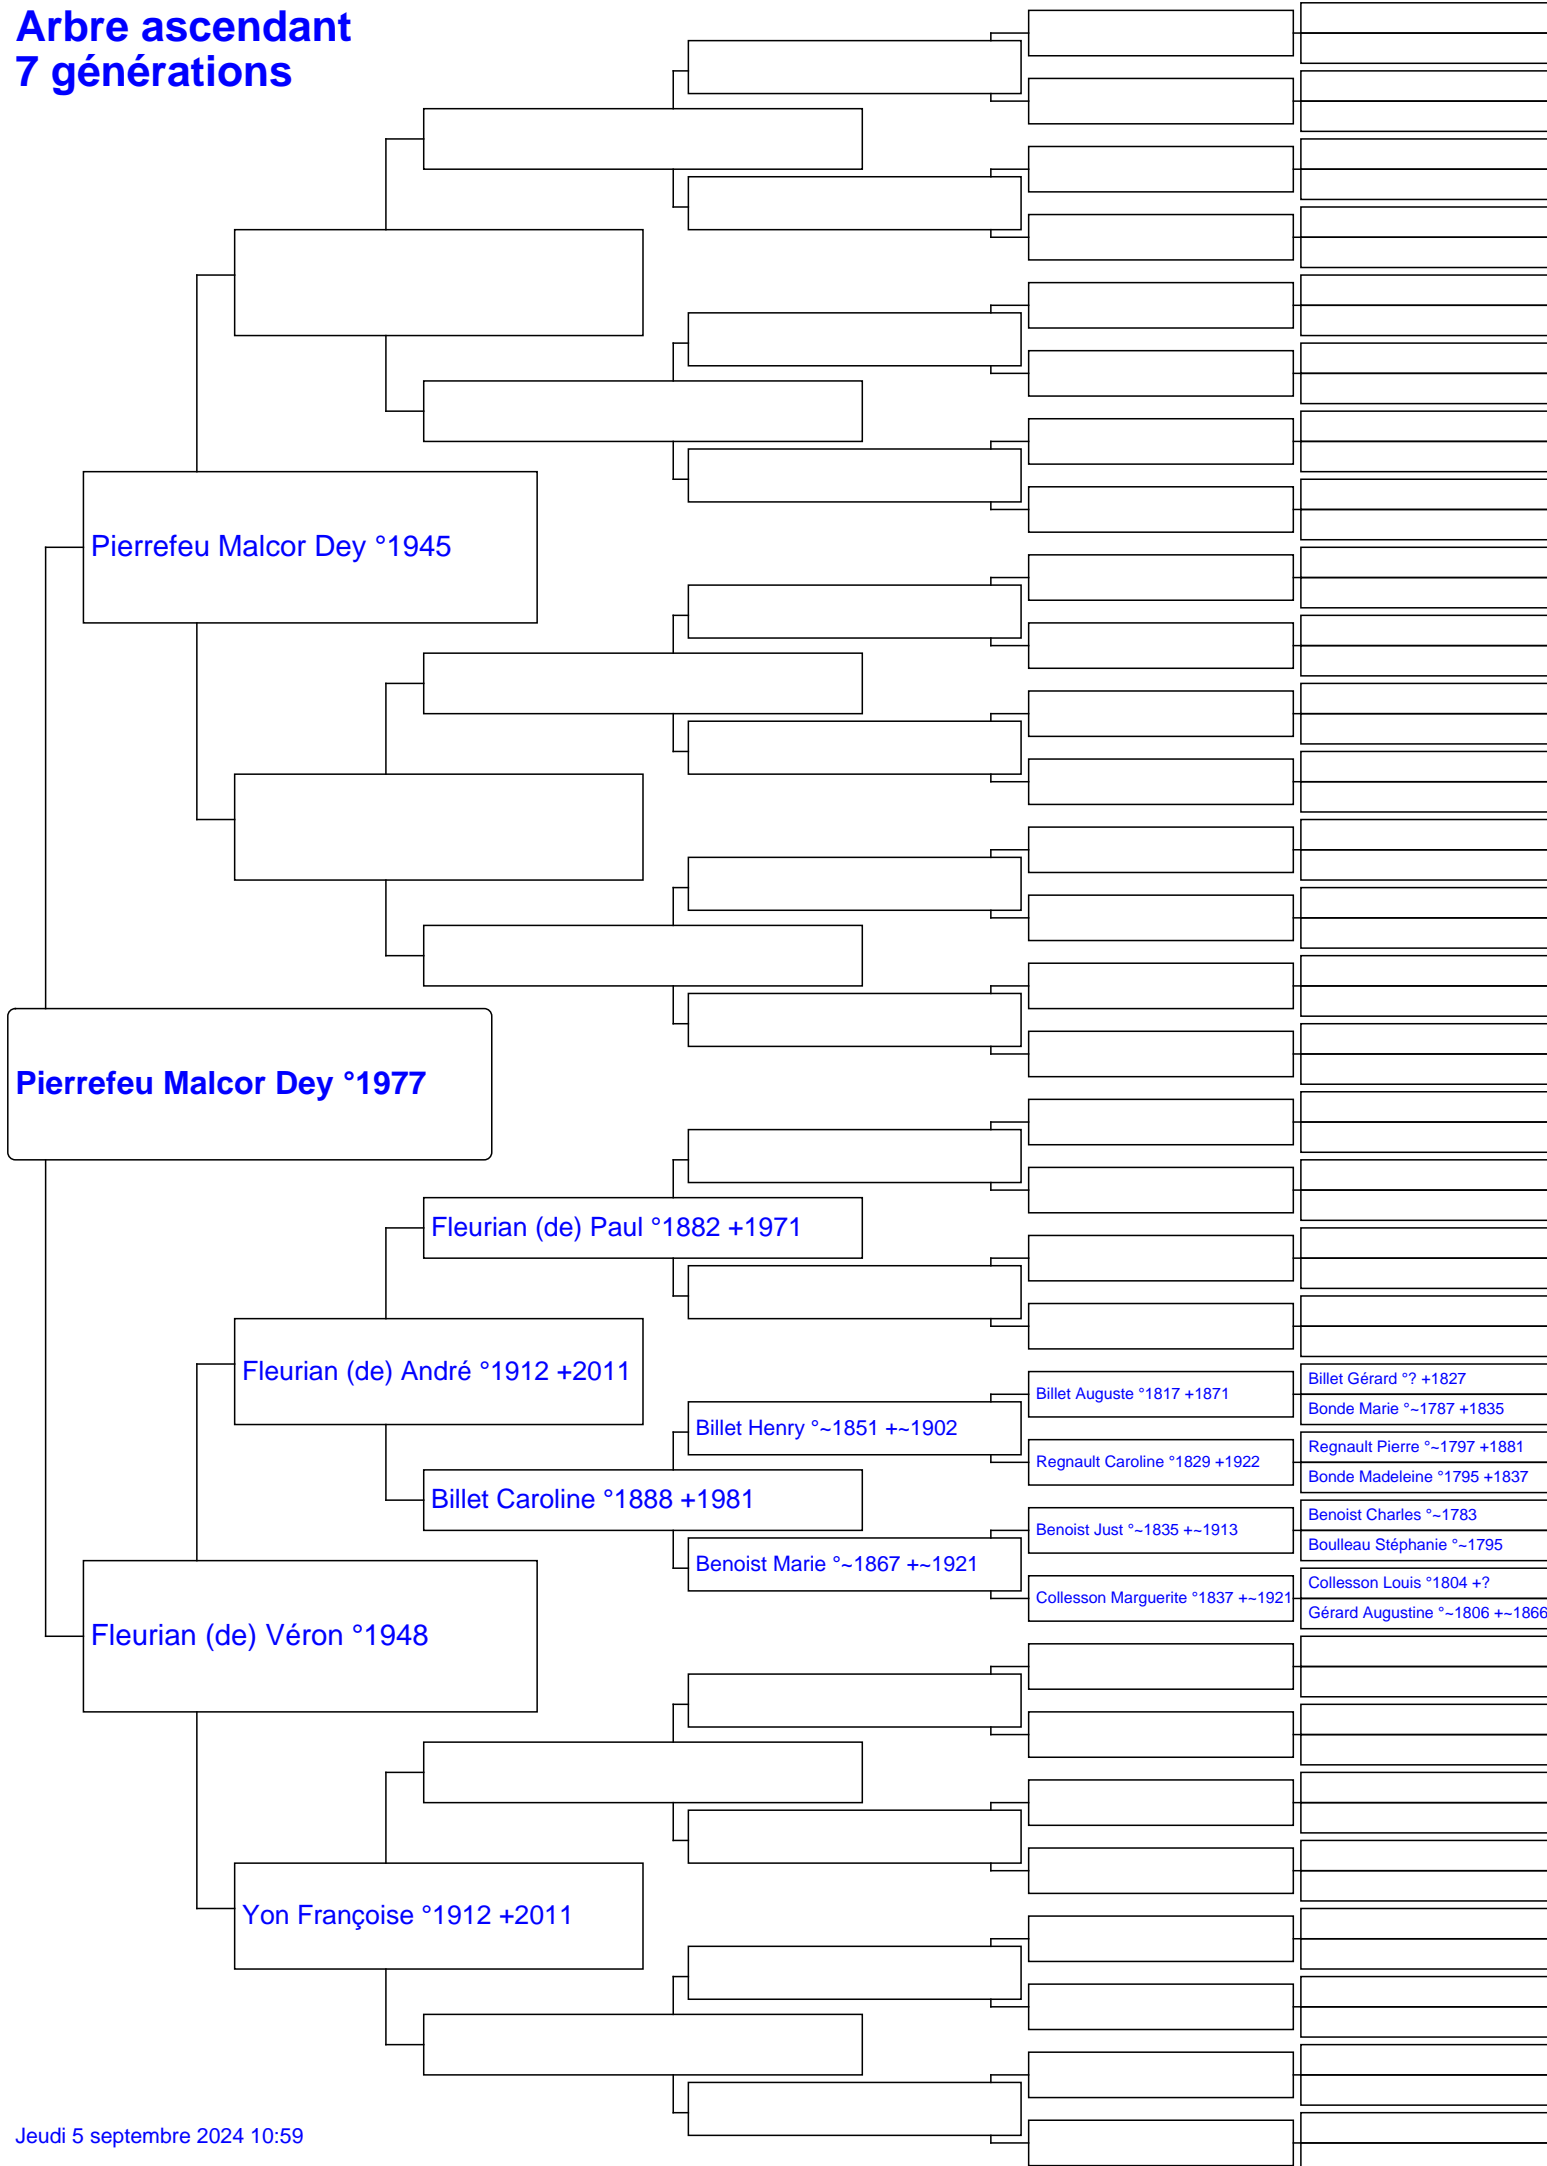 Arbre ascendant
7 générations
Pierrefeu Malcor Dey °1945
Pierrefeu Malcor Dey °1977
Fleurian (de) Paul °1882 +1971
Fleurian (de) André °1912 +2011
Billet Gérard °? +1827
Billet Auguste °1817 +1871
Bonde Marie °~1787 +1835
Billet Henry °~1851 +~1902
Regnault Pierre °~1797 +1881
Regnault Caroline °1829 +1922
Bonde Madeleine °1795 +1837
Billet Caroline °1888 +1981
Benoist Charles °~1783
Benoist Just °~1835 +~1913
Boulleau Stéphanie °~1795
Benoist Marie °~1867 +~1921
Collesson Louis °1804 +?
Collesson Marguerite °1837 +~1921
Gérard Augustine °~1806 +~1866
Fleurian (de) Véron °1948
Yon Françoise °1912 +2011
Jeudi 5 septembre 2024 10:59